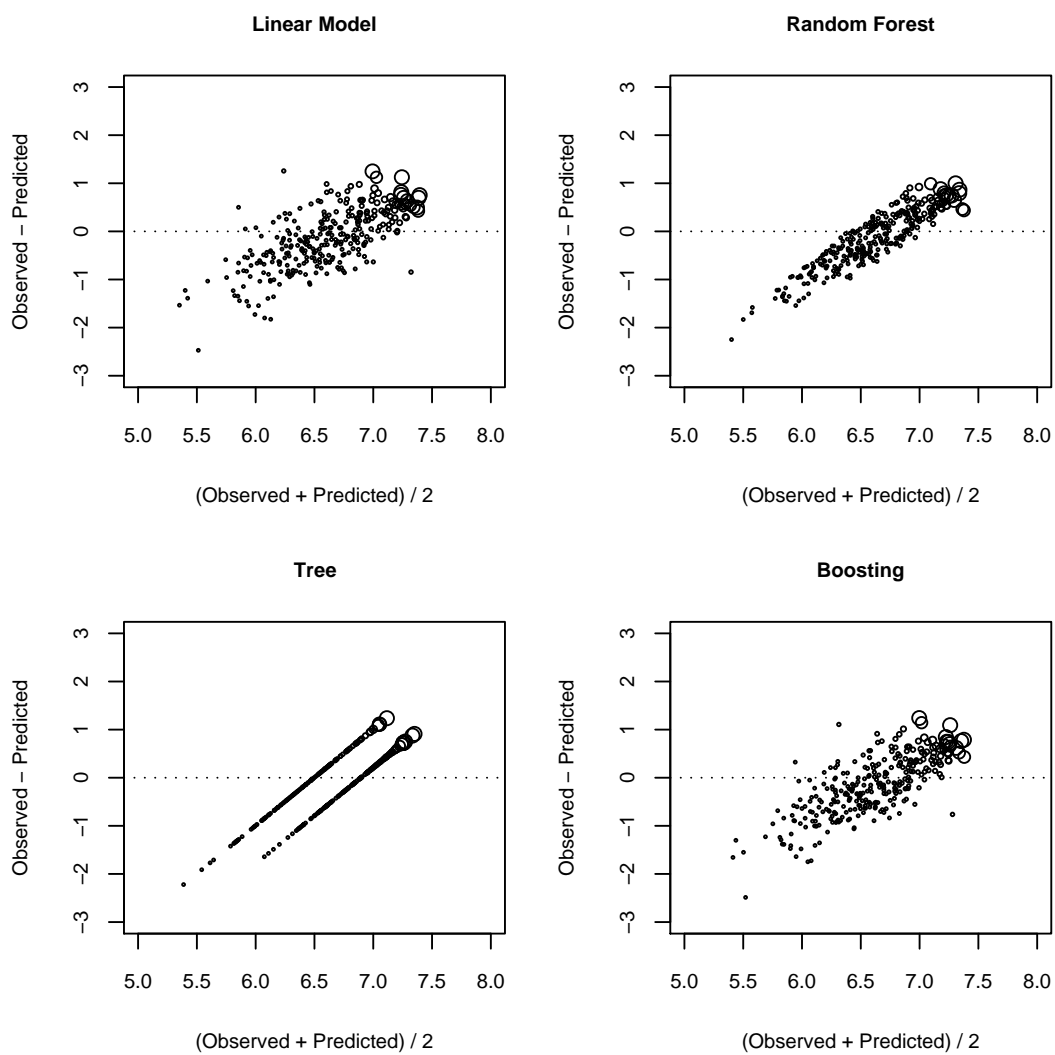 Linear Model
3
2
1
0
−1
−2
−3
Observed − Predicted
5.0 5.5 6.0 6.5 7.0 7.5 8.0
(Observed + Predicted) / 2
Random Forest
3
2
1
0
−1
−2
−3
Observed − Predicted
5.0 5.5 6.0 6.5 7.0 7.5 8.0
(Observed + Predicted) / 2
Tree
3
2
1
0
−1
−2
−3
Observed − Predicted
5.0 5.5 6.0 6.5 7.0 7.5 8.0
(Observed + Predicted) / 2
Boosting
3
2
1
0
−1
−2
−3
Observed − Predicted
5.0 5.5 6.0 6.5 7.0 7.5 8.0
(Observed + Predicted) / 2